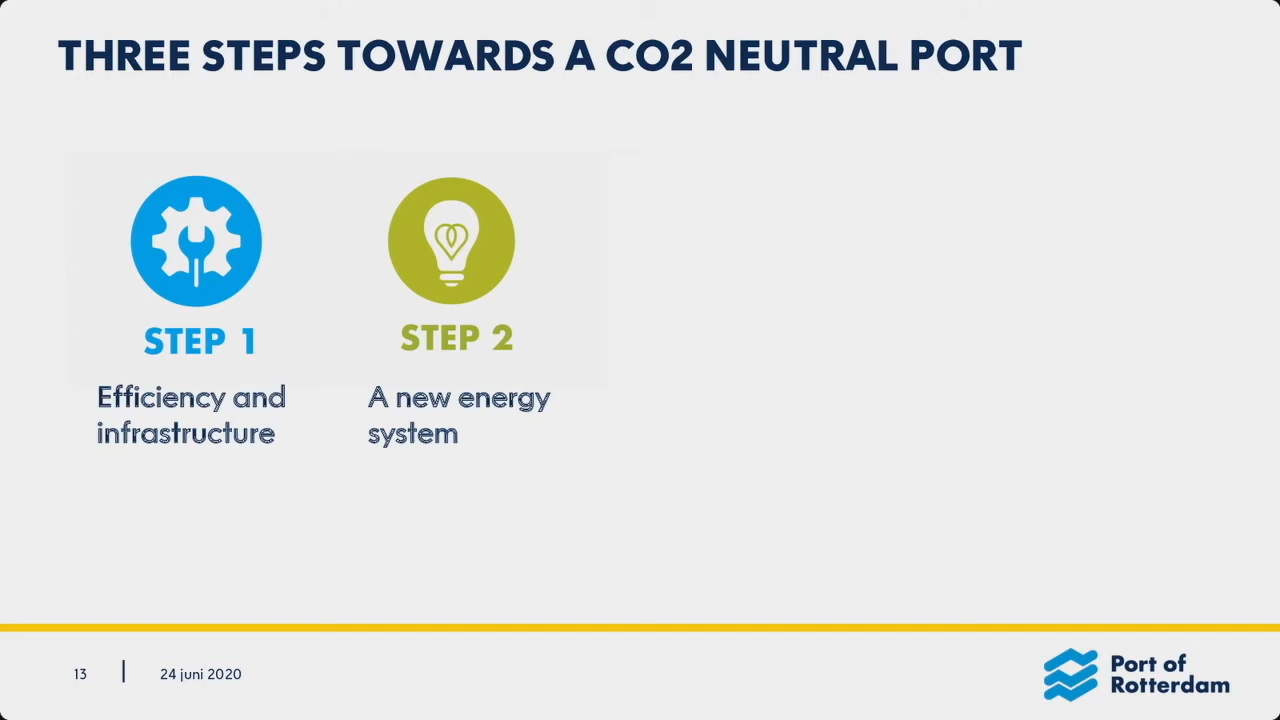 THREE STEPS TOWARDS A CO2 NEUTRAL PORT
STEP 1
Efficiency and
infrastructure
STEP 2
A new energy
system
13
24 juni 2020
Port of
Rotterdam